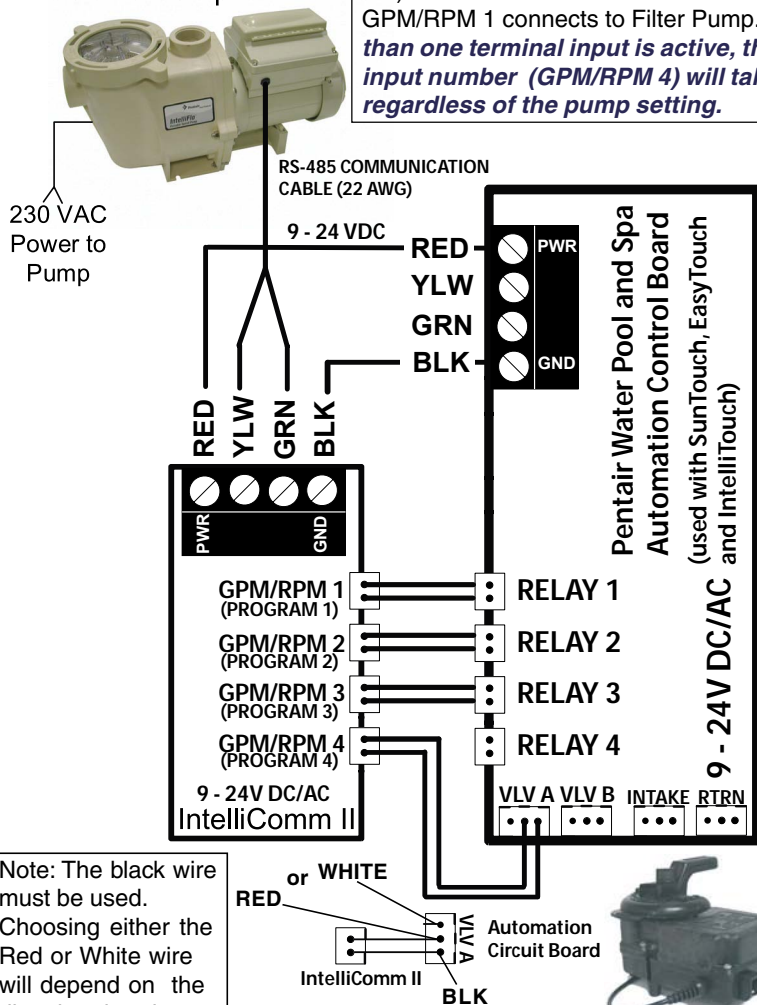 GPM/RPM 1 connects to Filter Pump.
than one terminal input is active,
input number (GPM/RPM 4) will
regardless of the pump setting.
IntelliFlo
RS-485 COMMUNICATION
CABLE (22 AWG)
230 VAC
Power to
Pump
9 - 24 VDC
RED
YLW
GRN
BLK
PWR
GND
Pentair Water Pool and Spa
Automation Control Board
(used with SunTouch, EasyTouch
and IntelliTouch)
9 - 24V DC/AC
RED
YLW
GRN
BLK
PWR
GND
GPM/RPM 1
(PROGRAM 1)
GPM/RPM 2
(PROGRAM 2)
GPM/RPM 3
(PROGRAM 3)
GPM/RPM 4
(PROGRAM 4)
9 - 24V DC/AC
IntelliComm II
RELAY 1
RELAY 2
RELAY 3
RELAY 4
VLV A VLV B INTAKE RTRN
Note: The black wire
must be used.
Choosing either the
Red or White wire
will depend on the
or WHITE
RED
VLV A
Automation
Circuit Board
IntelliComm II
BLK